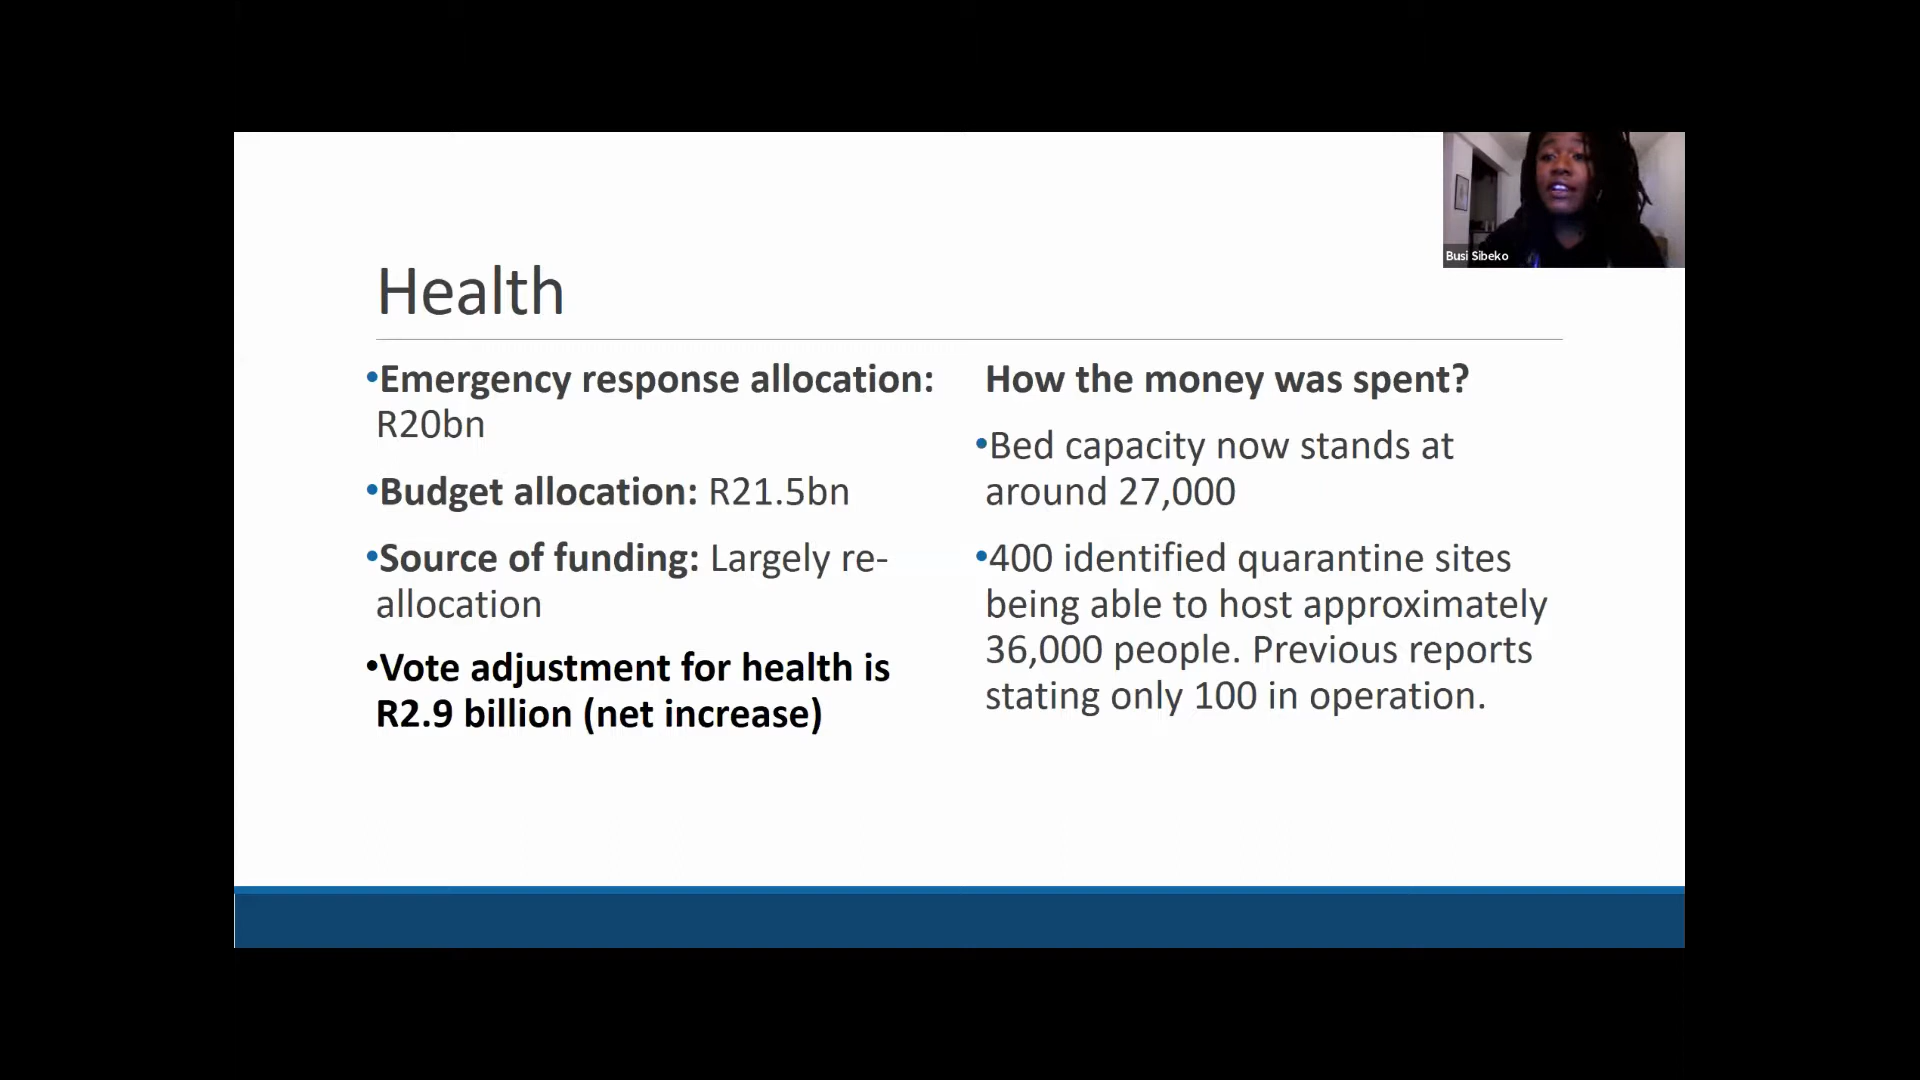 Busi Sibeko
Health
•Emergency response allocation:
R20bn
•Budget allocation: R21.5bn
•Source of funding: Largely re-
allocation
•Vote adjustment for health is
R2.9 billion (net increase)
How the money was spent?
•Bed capacity now stands at
around 27,000
•400 identified quarantine sites
being able to host approximately
36,000 people. Previous reports
stating only 100 in operation.